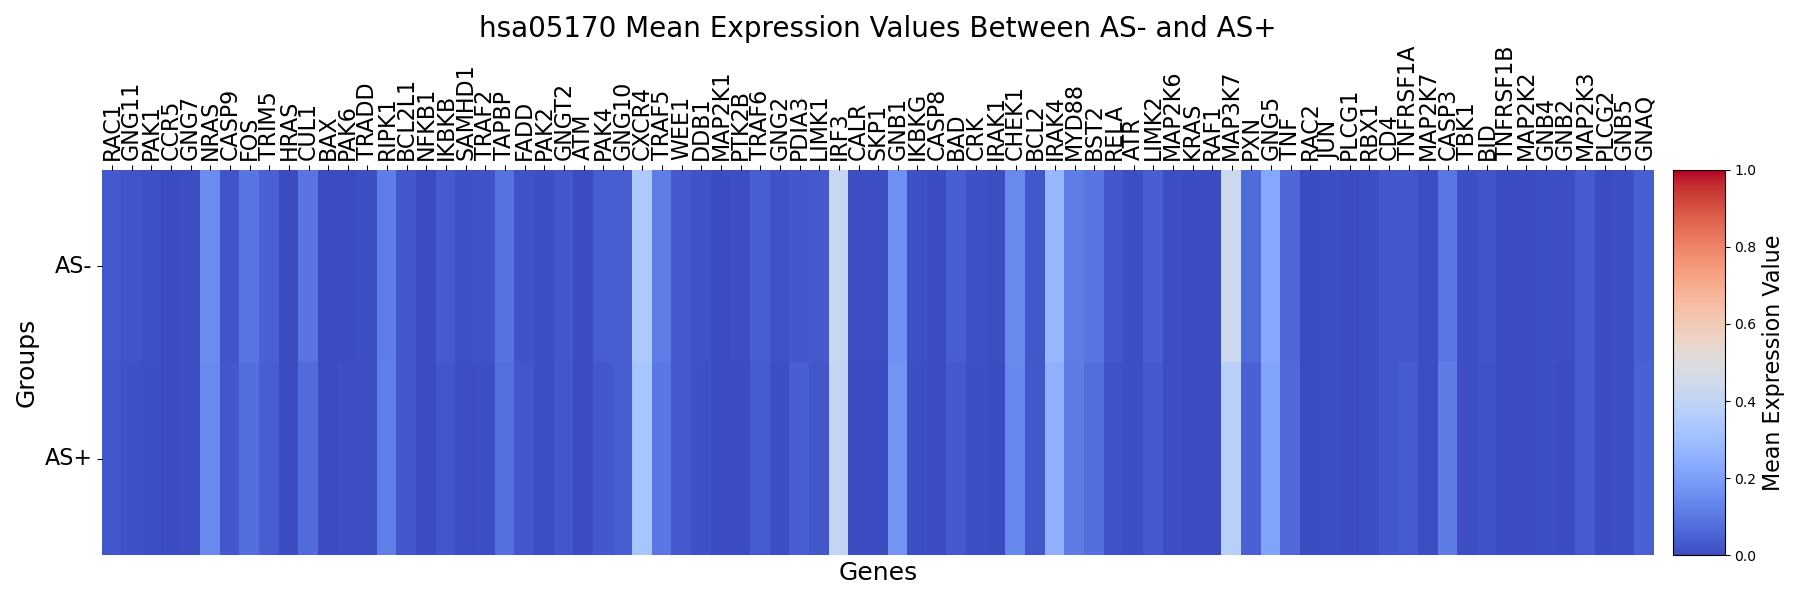 hsa05170 Mean Expression Values Between AS- and AS+
RAC1
GNG11
PAK1
CCR5
GNG7
NRAS
CASP9
FOS
TRIM5
HRAS
CUL1
BAX
PAK6
TRADD
RIPK1
BCL2L1
NFKB1
IKBKB
SAMHD1
TRAF2
TAPBP
FADD
PAK2
GNGT2
ATM
PAK4
GNG10
CXCR4
TRAF5
WEE1
DDB1
MAP2K1
PTK2B
TRAF6
GNG2
PDIA3
LIMK1
IRF3
CALR
SKP1
GNB1
IKBKG
CASP8
BAD
CRK
IRAK1
CHEK1
BCL2
IRAK4
MYD88
BST2
RELA
ATR
LIMK2
MAP2K6
KRAS
RAF1
MAP3K7
PXN
GNG5
TNF
RAC2
JUN
PLCG1
RBX1
CD4
TNFRSF1A
MAP2K7
CASP3
TBK1
BID
TNFRSF1B
MAP2K2
GNB4
GNB2
MAP2K3
PLCG2
GNB5
GNAQ
Groups
AS-
AS+
Genes
1.0
0.8
0.6
0.4
0.2
0.0
Mean Expression Value